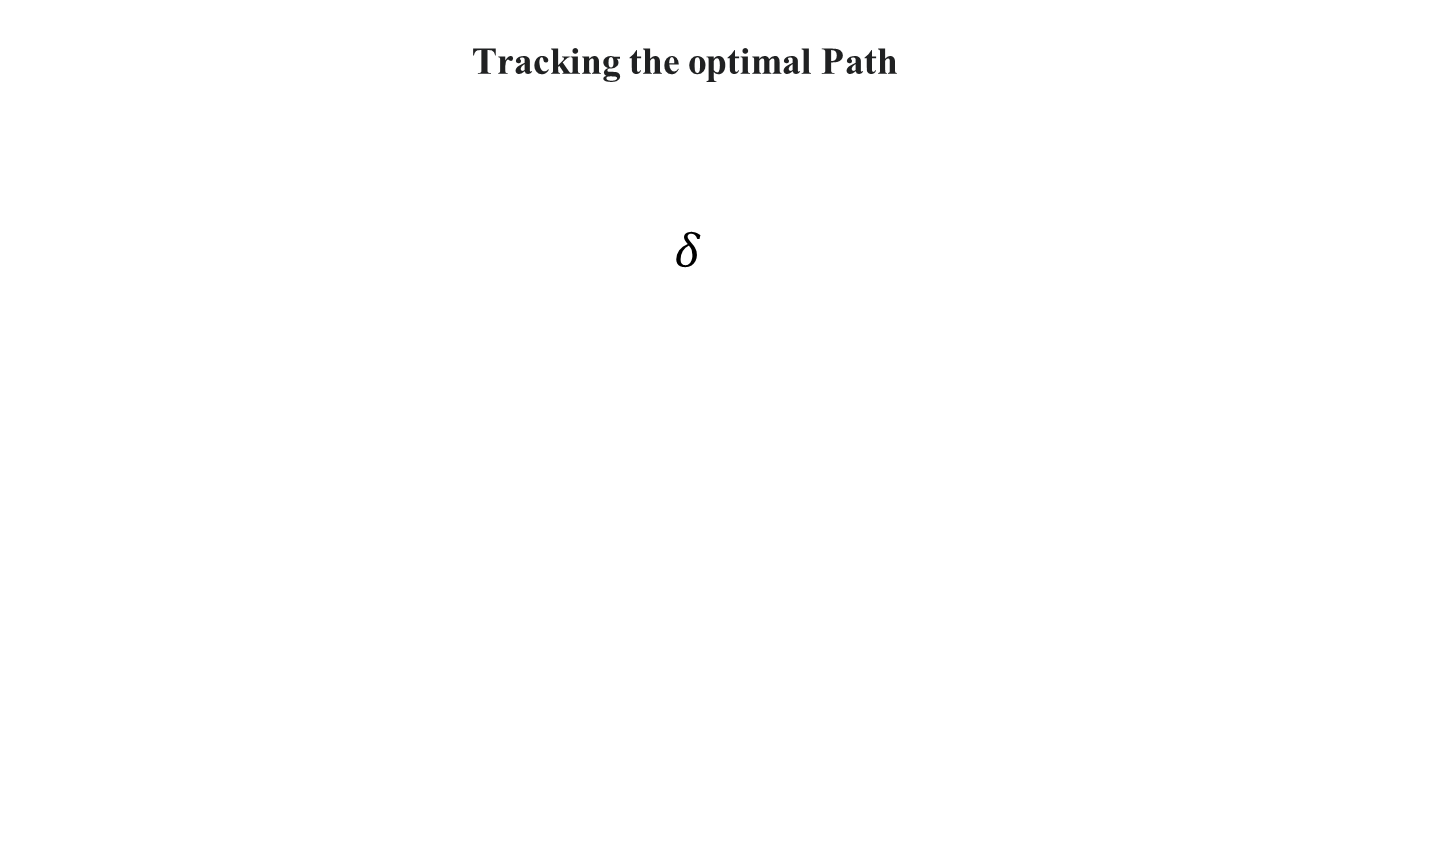 Tracking the optimal Path
δ